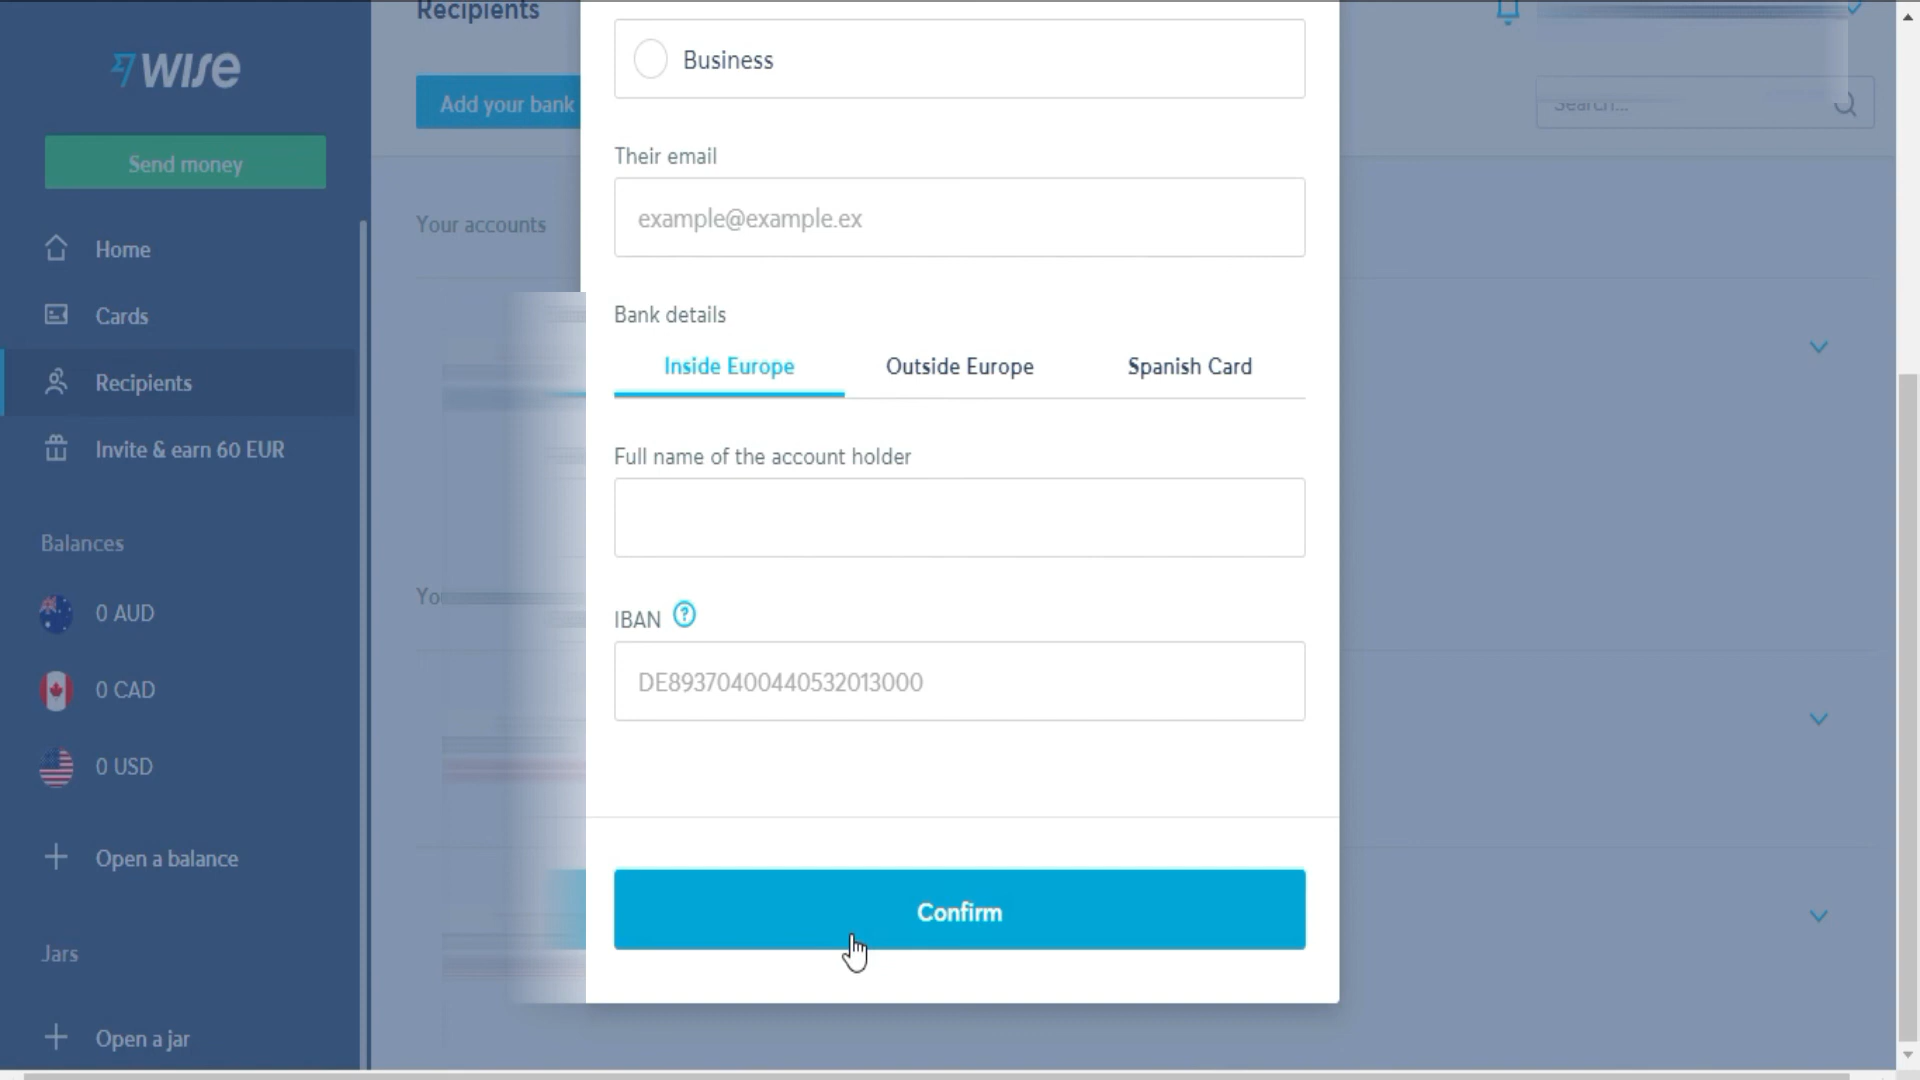 Recipients
wise
Send money
Home
Cards
Recipients
Invite & earn 60 EUR
Balances
0 AUD
0 CAD
0 USD
Open a balance
Jars
Open a jar
Add your bank
Search...
Your accounts
Yo
Business
Their email
example@example.ex
Bank details
Inside Europe
Outside Europe
Spanish Card
Full name of the account holder
IBAN ?
DE89370400440532013000
Confirm